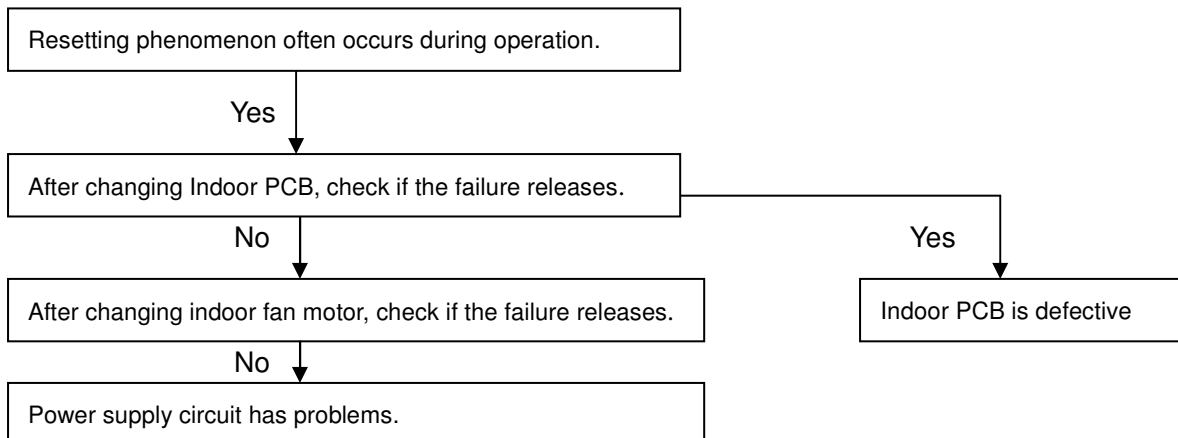 Resetting phenomenon often occurs during operation.
Yes
After changing Indoor PCB, check if the failure releases.
No
Yes
After changing indoor fan motor, check if the failure releases.
Indoor PCB is defective
No
Power supply circuit has problems.